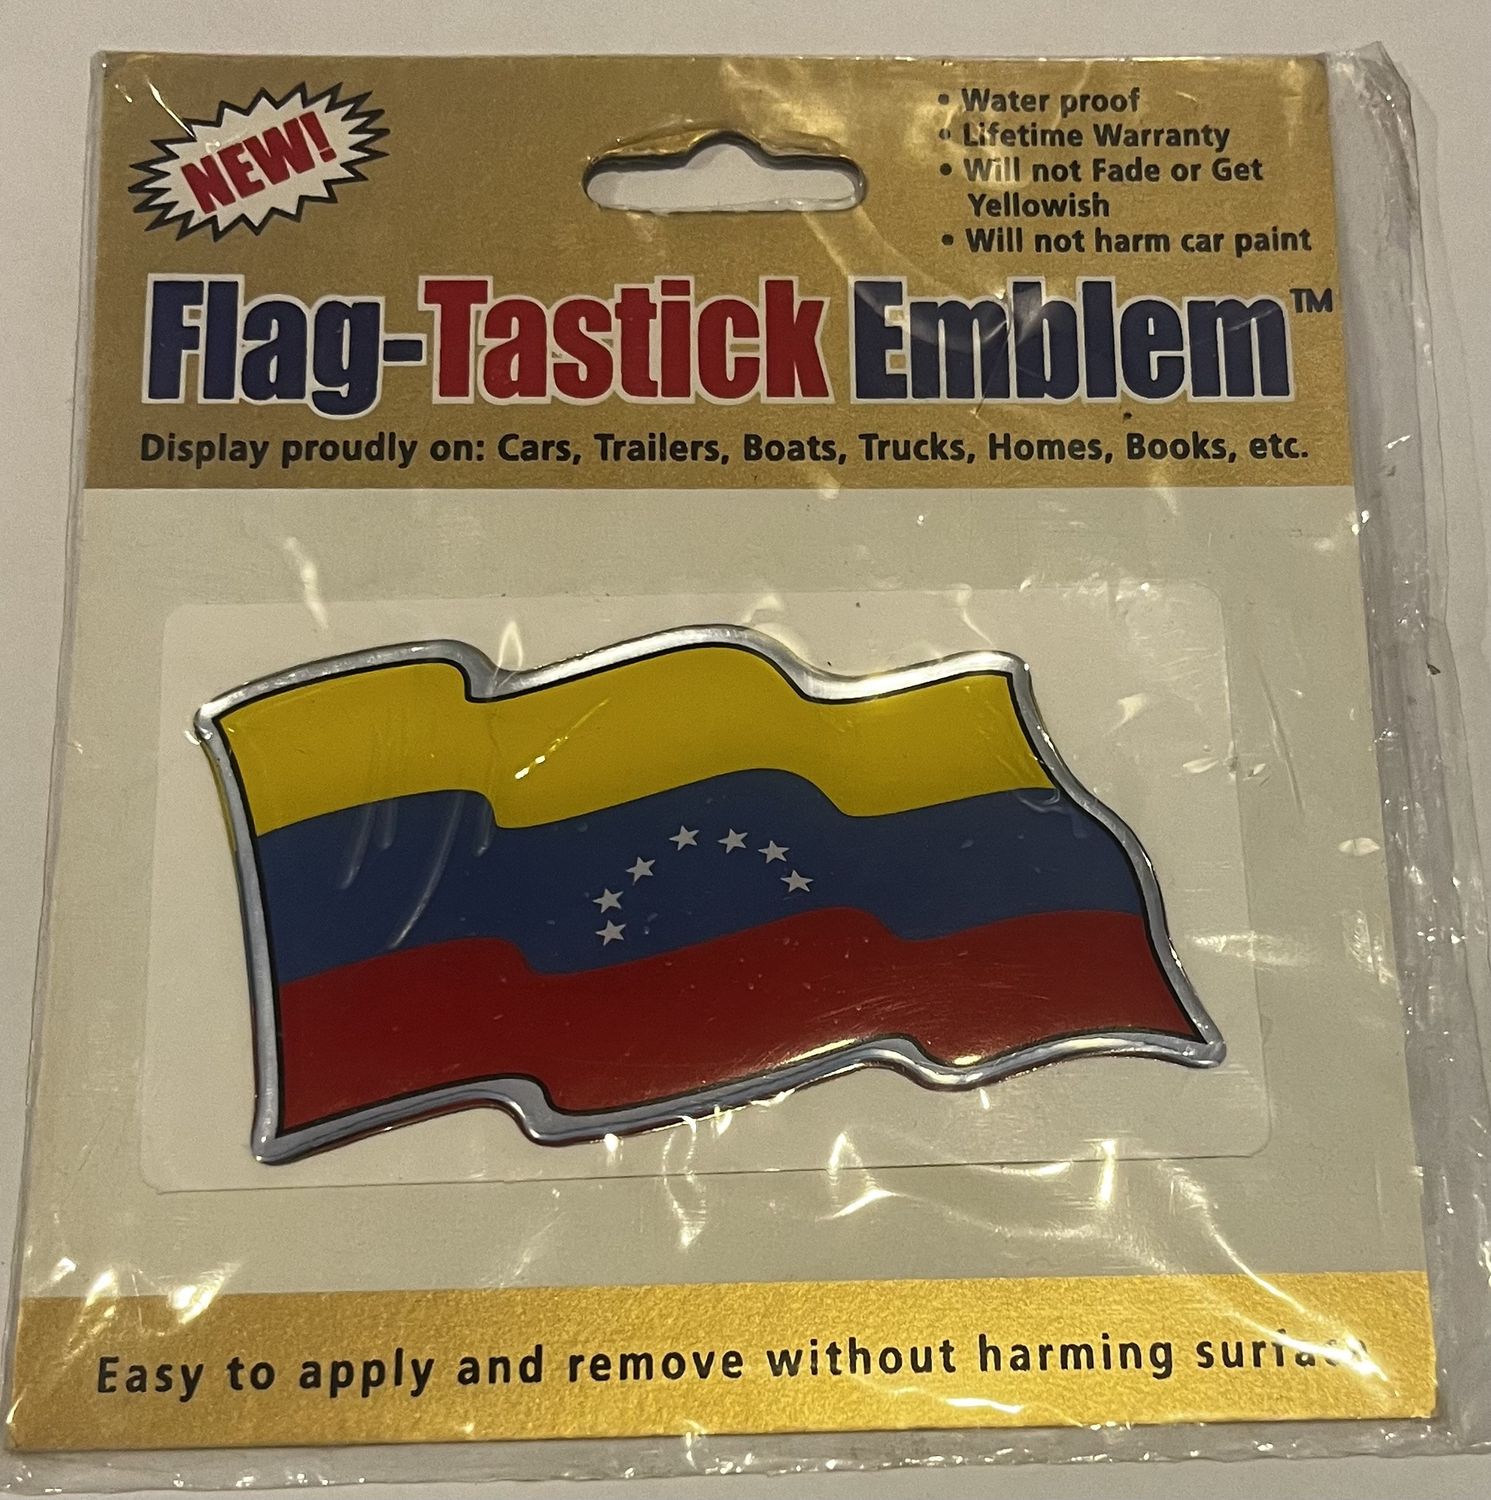 NEW!
• Water proof
• Lifetime Warranty
• Will not Fade or Get
Yellowish
• Will not harm car paint
Flag-Tastick Emblem™
Display proudly on: Cars, Trailers, Boats, Trucks, Homes, Books, etc.
Easy to apply and remove without harming surface